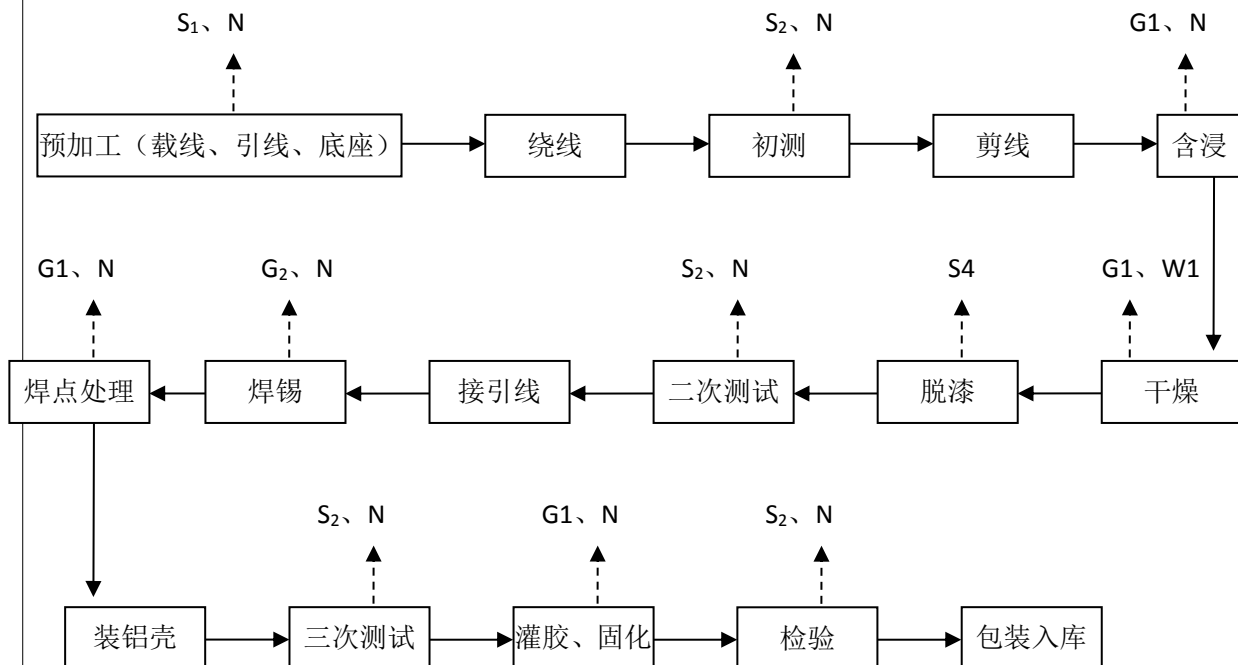 S₁、N
S₂、N
G1、N
预加工（载线、引线、底座）
绕线
初测
剪线
含浸
G1、N
G₂、N
S₂、N
S4
G1、W1
焊点处理
焊锡
接引线
二次测试
脱漆
干燥
S₂、N
G1、N
S₂、N
装铝壳
三次测试
灌胶、固化
检验
包装入库